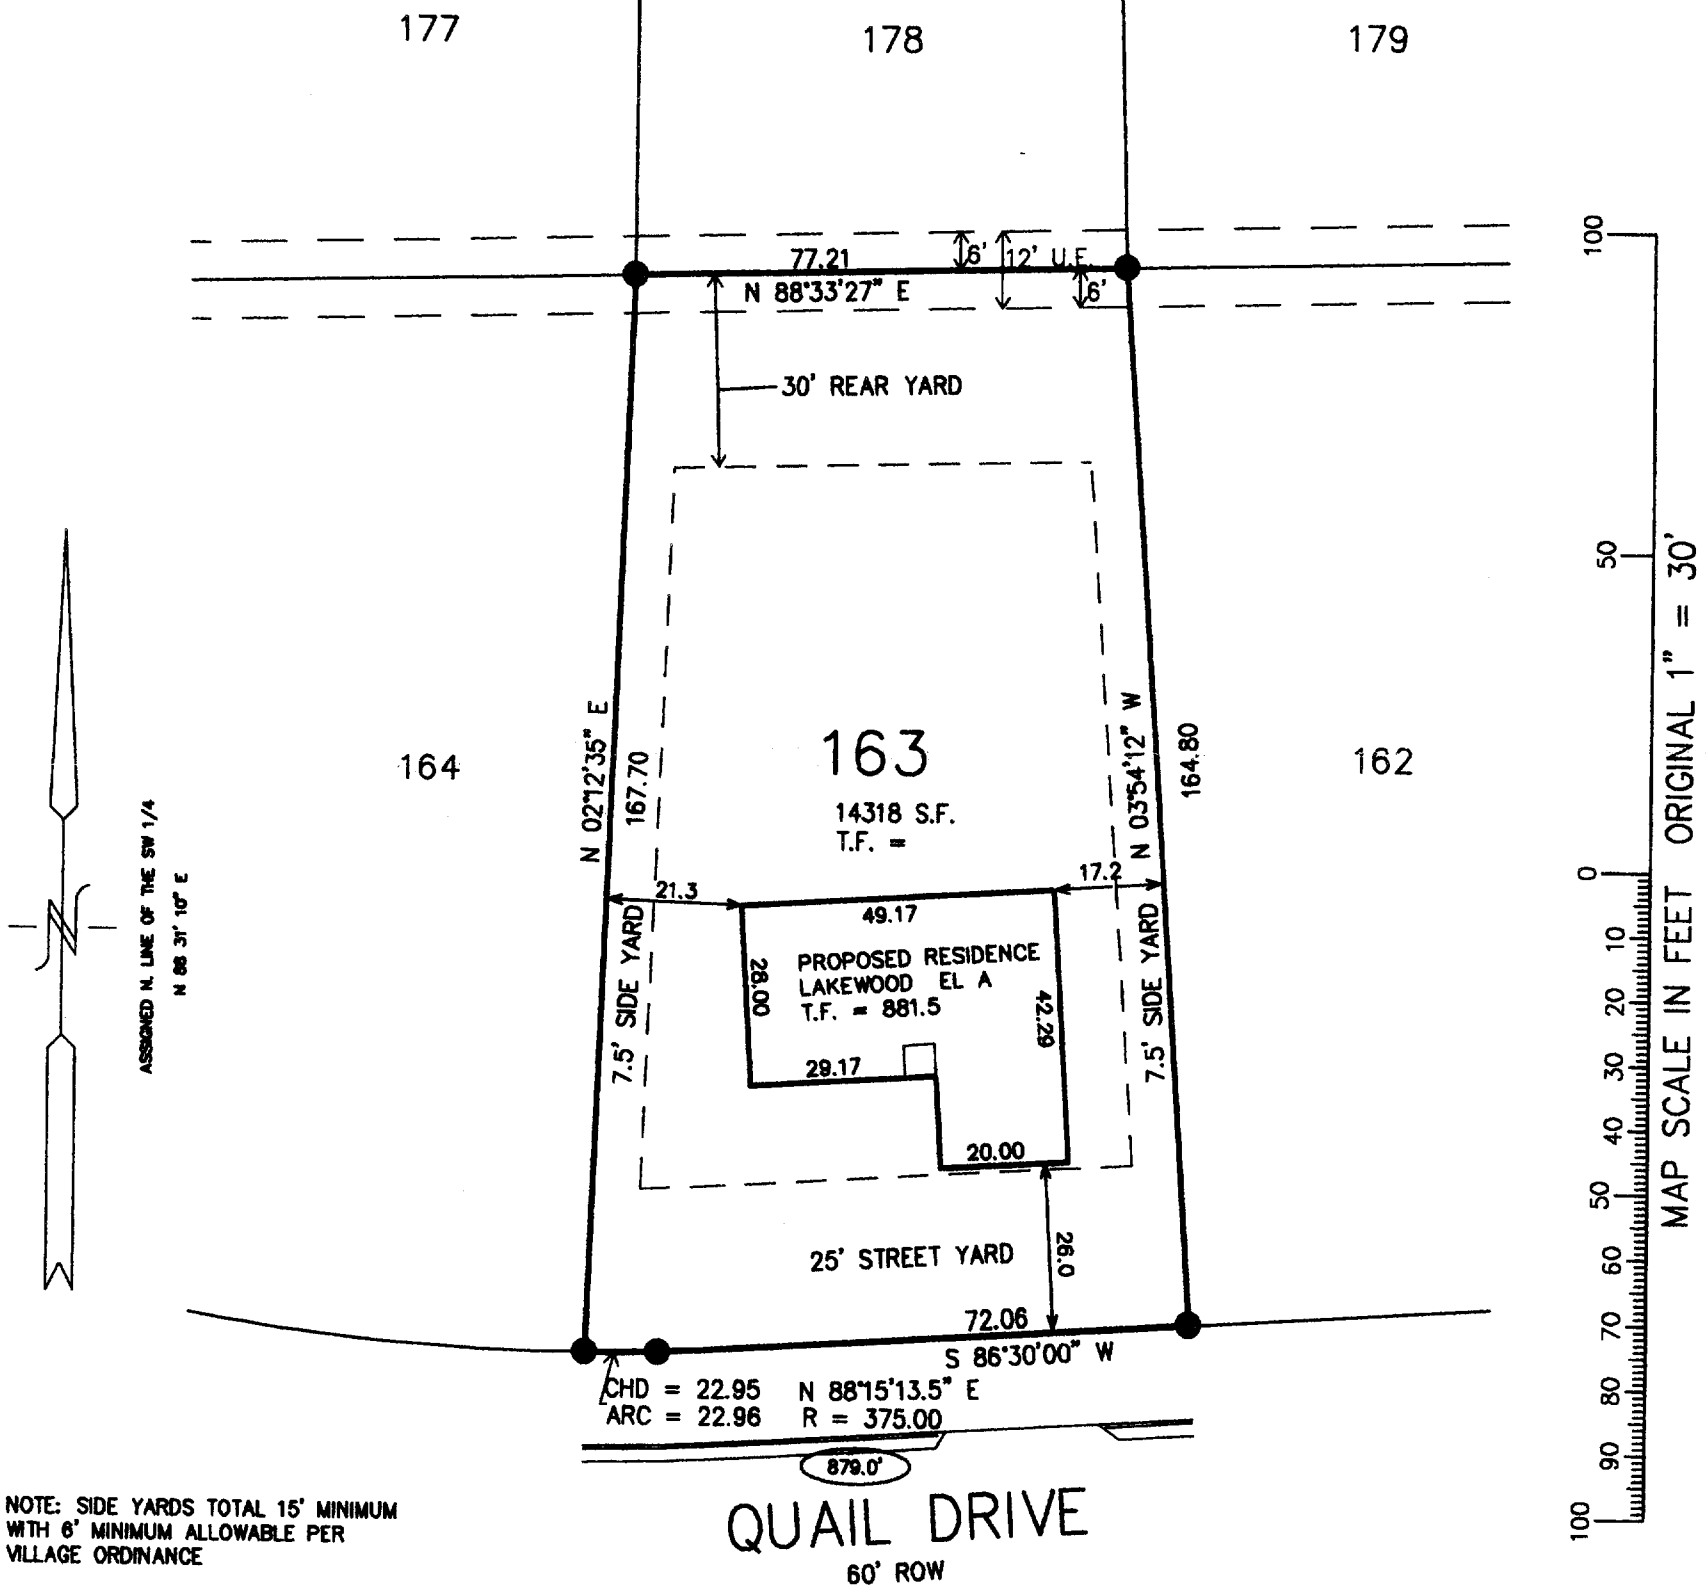 177
178
179
77.21
6'
12' U.E.
N 88°33'27" E
6'
30' REAR YARD
N 02°12'35" E
167.70
N 03°54'12" W
164.80
164
163
162
14318 S.F.
T.F. =
21.3
17.2
49.17
7.5' SIDE YARD
28.00
PROPOSED RESIDENCE
LAKEWOOD EL A
T.F. = 881.5
42.29
7.5' SIDE YARD
29.17
20.00
25' STREET YARD
26.0
72.06
S 86°30'00" W
CHD = 22.95 N 88°15'13.5" E
ARC = 22.96 R = 375.00
879.0'
QUAIL DRIVE
60' ROW
N
ASSIGNED N. LINE OF THE SW 1/4
N 88 31' 10" E
NOTE: SIDE YARDS TOTAL 15' MINIMUM
WITH 6' MINIMUM ALLOWABLE PER
VILLAGE ORDINANCE
100
50
0
10
20
30
40
50
60
70
80
90
100
MAP SCALE IN FEET ORIGINAL 1" = 30'